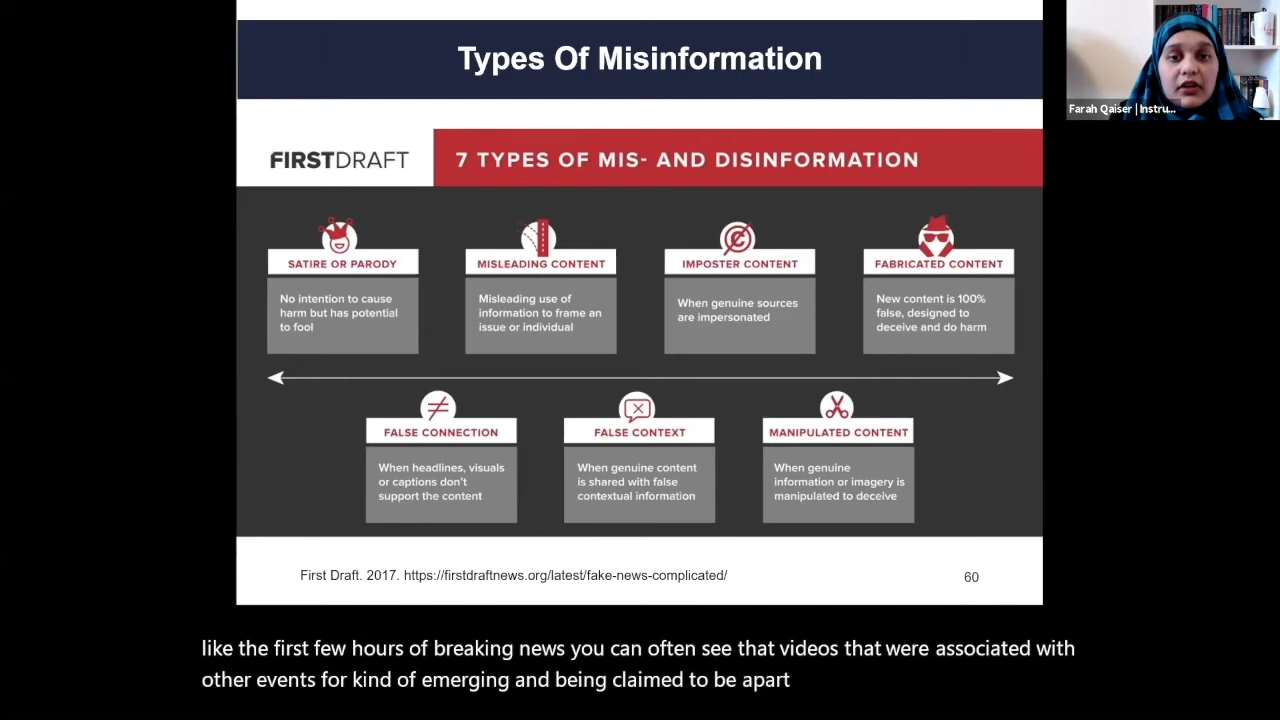 Types Of Misinformation
Farah Qaiser | Instru...
FIRSTDRAFT
7 TYPES OF MIS- AND DISINFORMATION
SATIRE OR PARODY
No intention to cause
harm but has potential
to fool
MISLEADING CONTENT
Misleading use of
information to frame an
issue or individual
IMPOSTER CONTENT
When genuine sources
are impersonated
FABRICATED CONTENT
New content is 100%
false, designed to
deceive and do harm
FALSE CONNECTION
When headlines, visuals
or captions don't
support the content
FALSE CONTEXT
When genuine content
is shared with false
contextual information
MANIPULATED CONTENT
When genuine
information or imagery is
manipulated to deceive
First Draft. 2017. https://firstdraftnews.org/latest/fake-news-complicated/
60
like the first few hours of breaking news you can often see that videos that were associated with
other events for kind of emerging and being claimed to be apart